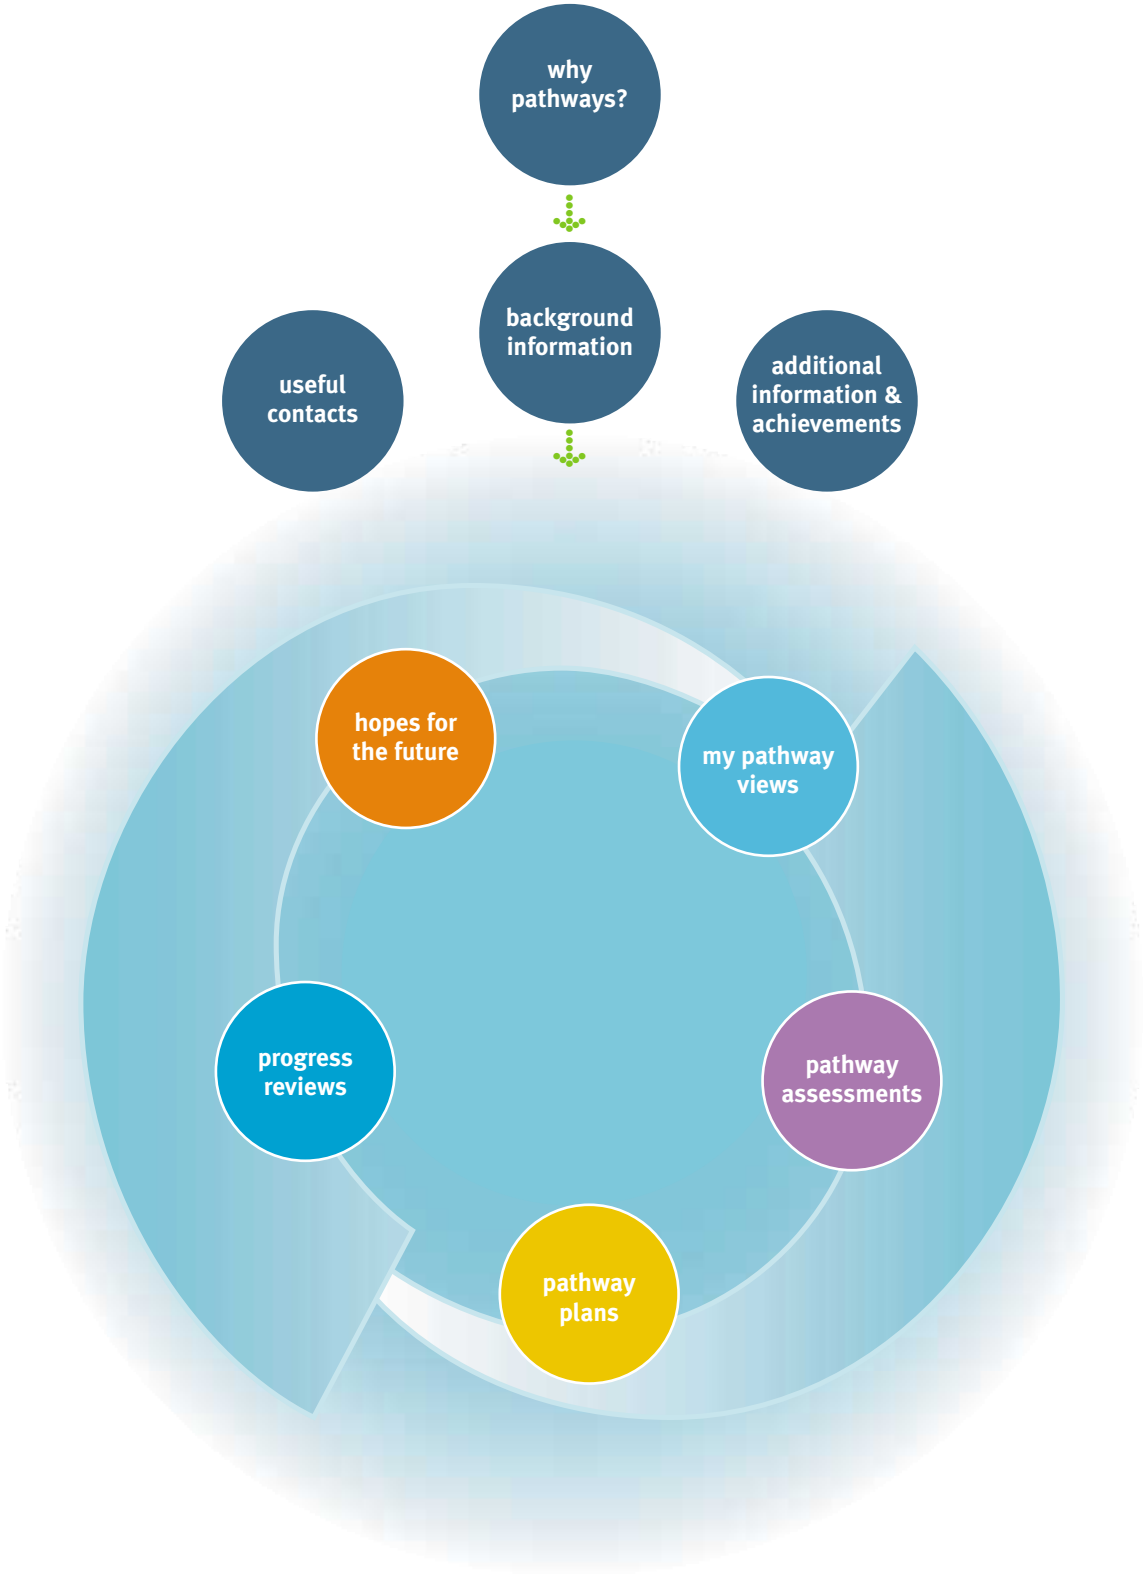 why
pathways?
background
information
useful
contacts
additional
information &
achievements
hopes for
the future
my pathway
views
progress
reviews
pathway
assessments
pathway
plans